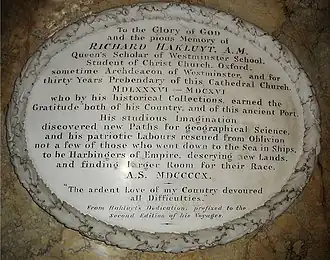 To the Glory of GOD
and the pious Memory of
RICHARD HAKLUYT, A.M.
Queen's Scholar of Westminster School,
Student of Christ Church, Oxford,
sometime Archdeacon of Westminster, and for
thirty Years Prebendary of this Cathedral Church,
MDLXXXVI – MDCXVI
who by his historical Collections, earned the
Gratitude both of his Country, and of this ancient Port.
His studious Imagination
discovered new Paths for geographical Science,
and his patriotic Labours rescued from Oblivion
not a few of those who went down to the Sea in Ships,
to be Harbingers of Empire, descrying new Lands,
and finding larger Room for their Race.
A.S. MDCCCCX.
"The ardent Love of my Country devoured
all Difficulties."
From Hakluyt's Dedication, prefixed to the
Second Edition of his Voyages.